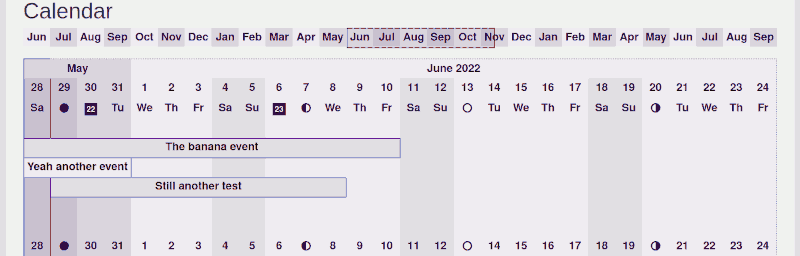 Calendar
Jun Jul Aug Sep Oct Nov Dec Jan Feb Mar Apr May Jun Jul Aug Sep Oct Nov Dec Jan Feb Mar Apr May Jun Jul Aug Sep
May June 2022
28 29 30 31 1 2 3 4 5 6 7 8 9 10 11 12 13 14 15 16 17 18 19 20 21 22 23 24
Sa 22 Tu We Th Fr Sa Su 23 We Th Fr Sa Su Tu We Th Fr Sa Su Tu We Th Fr
The banana event
Yeah another event
Still another test
28 30 31 1 2 3 4 5 6 8 9 10 11 12 14 15 16 17 18 19 21 22 23 24